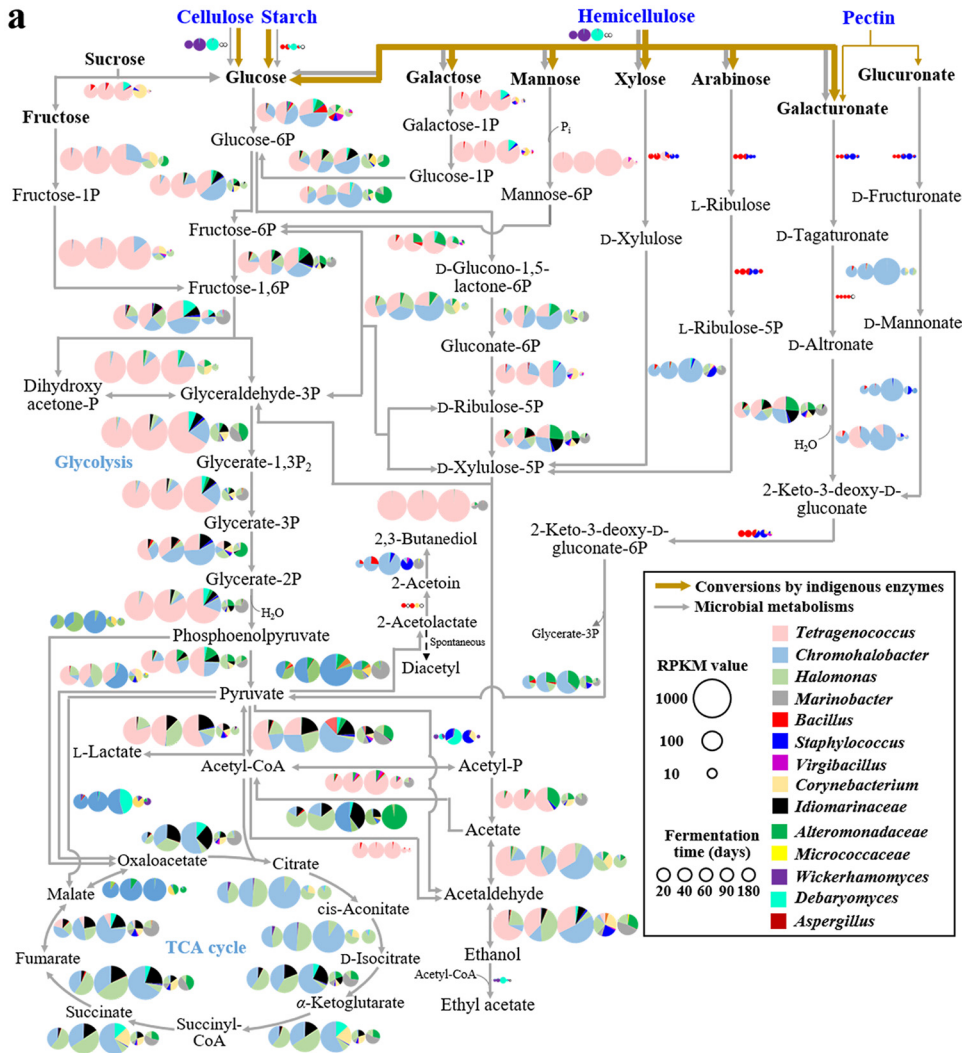 a
Cellulose Starch
Hemicellulose
Pectin
Sucrose
Glucose
Galactose
Mannose
Xylose
Arabinose
Glucuronate
Galacturonate
Fructose
Glucose-6P
Galactose-1P
Pi
Glucose-1P
Mannose-6P
Fructose-1P
L-Ribulose
D-Fructuronate
Fructose-6P
D-Xylulose
D-Tagaturonate
D-Glucono-1,5-
lactone-6P
Fructose-1,6P
L-Ribulose-5P
D-Mannonate
Gluconate-6P
D-Altronate
Dihydroxy
acetone-P
Glyceraldehyde-3P
D-Ribulose-5P
H2O
Glycolysis
Glycerate-1,3P2
D-Xylulose-5P
2-Keto-3-deoxy-D-
gluconate
Glycerate-3P
2,3-Butanediol
2-Keto-3-deoxy-D-
gluconate-6P
Glycerate-2P
2-Acetoin
H2O
2-Acetolactate
Phosphoenolpyruvate
Spontaneous
Glycerate-3P
Diacetyl
Pyruvate
L-Lactate
Acetyl-CoA
Acetyl-P
Acetate
Oxaloacetate
Citrate
Malate
Acetaldehyde
cis-Aconitate
TCA cycle
Fumarate
D-Isocitrate
Ethanol
Acetyl-CoA
α-Ketoglutarate
Ethyl acetate
Succinate
Succinyl-
CoA
Conversions by indigenous enzymes
Microbial metabolisms
RPKM value
1000
100
10
Fermentation
time (days)
20 40 60 90 180
Tetragenococcus
Chromohalobacter
Halomonas
Marinobacter
Bacillus
Staphylococcus
Virgibacillus
Corynebacterium
Idiomarinaceae
Alteromonadaceae
Micrococcaceae
Wickerhamomyces
Debaryomyces
Aspergillus